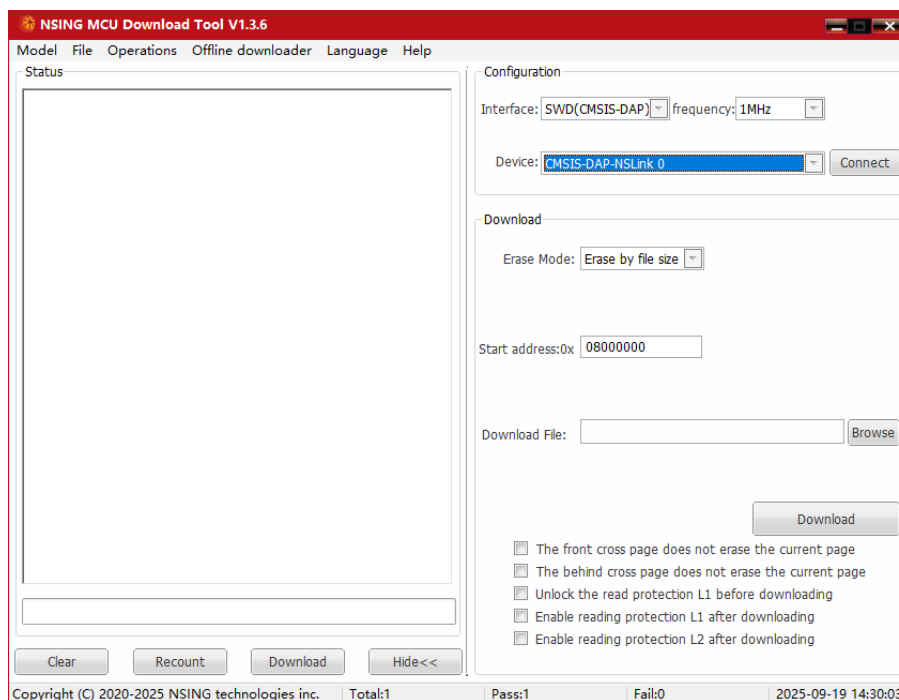 NSING MCU Download Tool V1.3.6
Model File Operations Offline downloader Language Help
Status
Configuration
Interface: SWD(CMSIS-DAP) frequency: 1MHz
Device: CMSIS-DAP-NSLink 0 Connect
Download
Erase Mode: Erase by file size
Start address:0x 08000000
Download File: Browse
Download
The front cross page does not erase the current page
The behind cross page does not erase the current page
Unlock the read protection L1 before downloading
Enable reading protection L1 after downloading
Enable reading protection L2 after downloading
Clear Recount Download Hide<<
Copyright (C) 2020-2025 NSING technologies inc. Total:1 Pass:1 Fail:0 2025-09-19 14:30:03